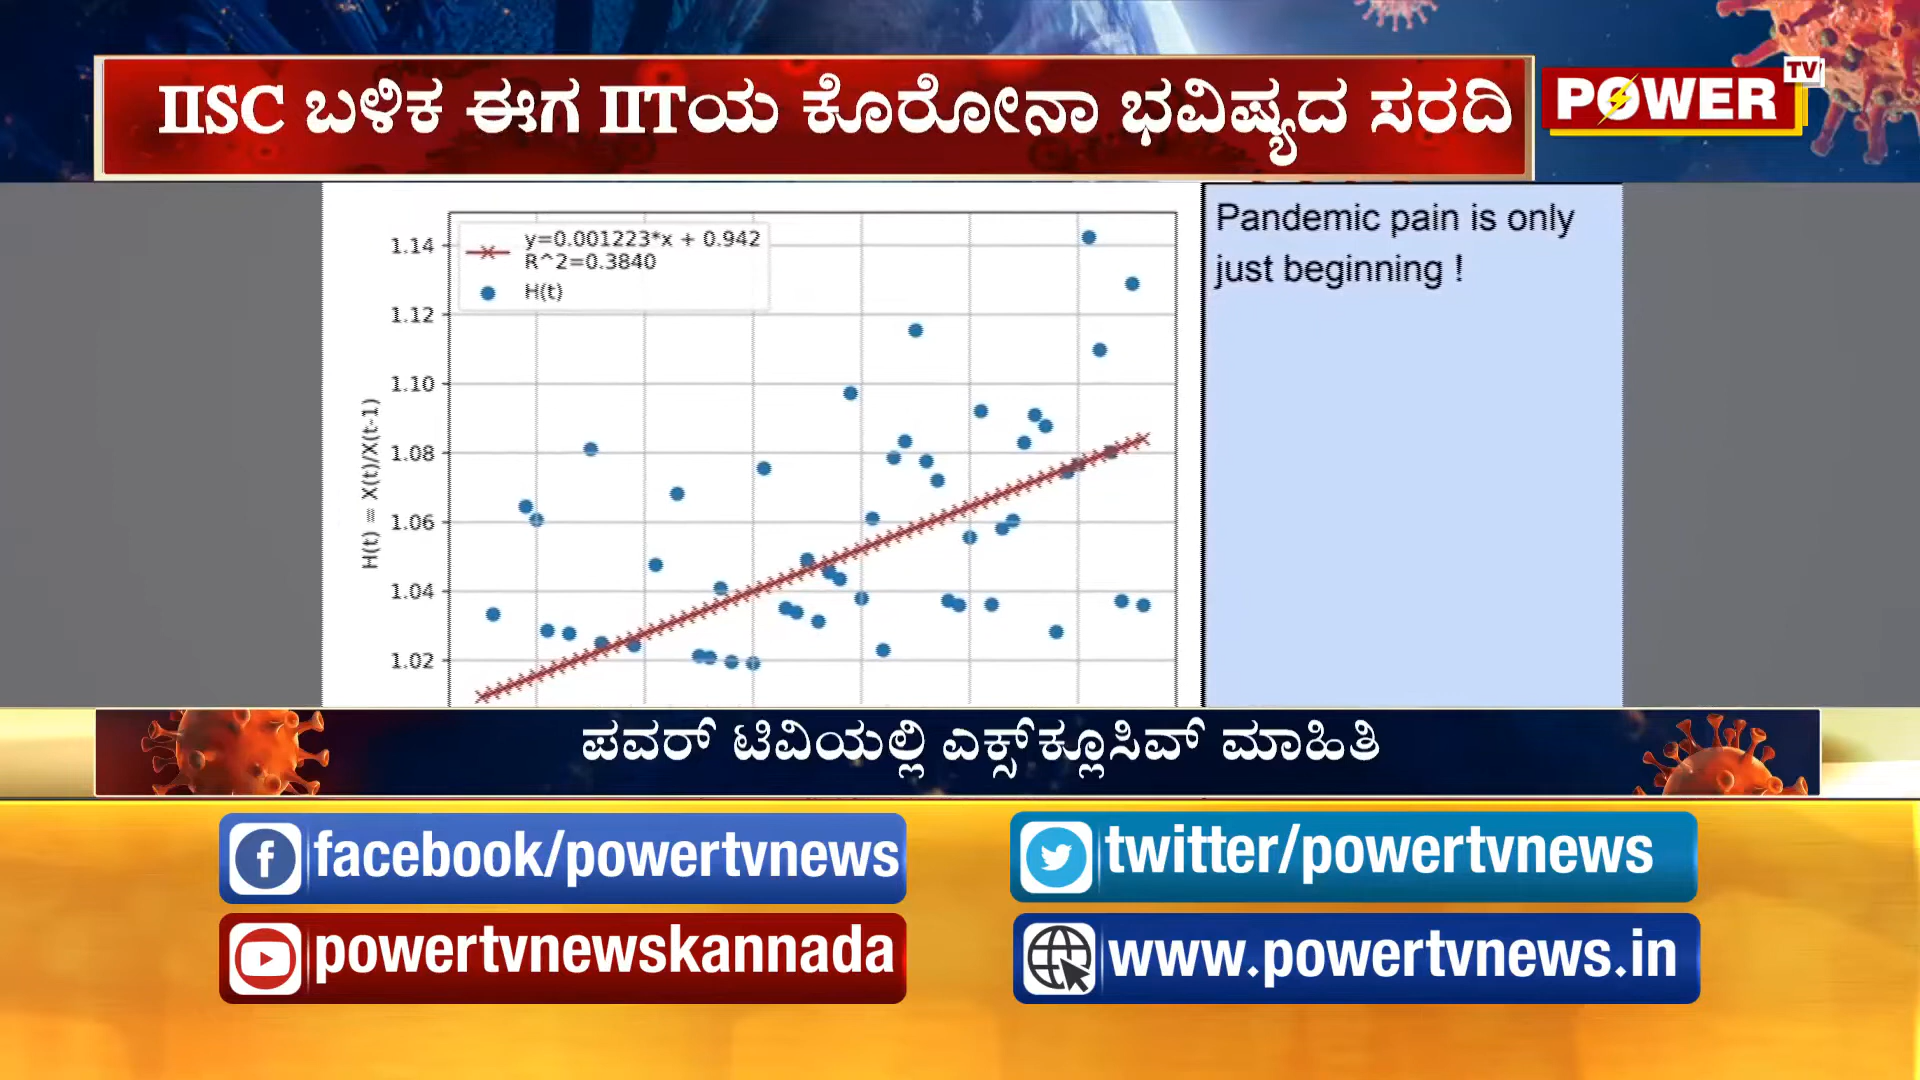 IISC ಬಳಿಕ ಈಗ IITಯ ಕೊರೋನಾ ಭವಿಷ್ಯದ ಸರದಿ
POWER TV
Pandemic pain is only
just beginning !
y=0.001223*x + 0.942
R^2=0.3840
H(t)
1.14
1.12
1.10
1.08
1.06
1.04
1.02
H(t) = X(t)/X(t-1)
ಪವರ್ ಟಿವಿಯಲ್ಲಿ ಎಕ್ಸ್‌ಕ್ಲೂಸಿವ್ ಮಾಹಿತಿ
facebook/powertvnews
twitter/powertvnews
powertvnewskannada
www.powertvnews.in